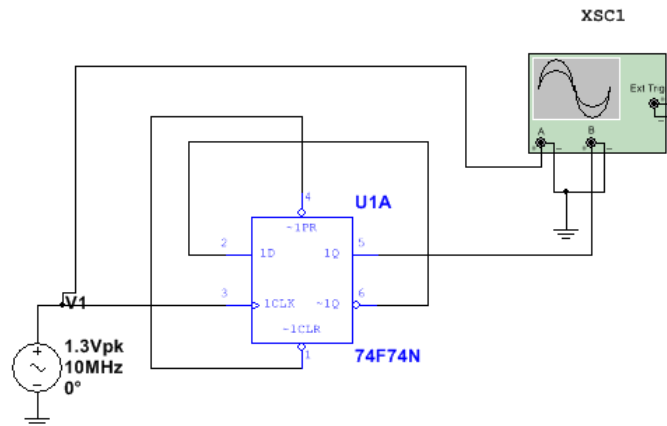 XSC1
Ext Trig
A
B
4
U1A
~1PR
2
1D
1Q
5
3
1CLK
~1Q
6
~1CLR
1
74F74N
V1
1.3Vpk
10MHz
0°